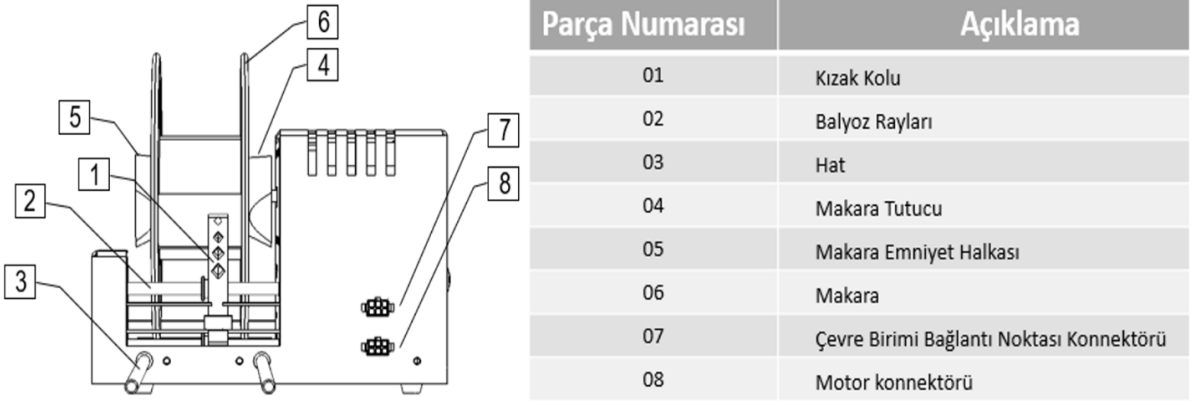 6
4
5
7
1
8
2
3
Parça Numarası Açıklama
01 Kızak Kolu
02 Balyoz Rayları
03 Hat
04 Makara Tutucu
05 Makara Emniyet Halkası
06 Makara
07 Çevre Birimi Bağlantı Noktası Konnektörü
08 Motor konnektörü